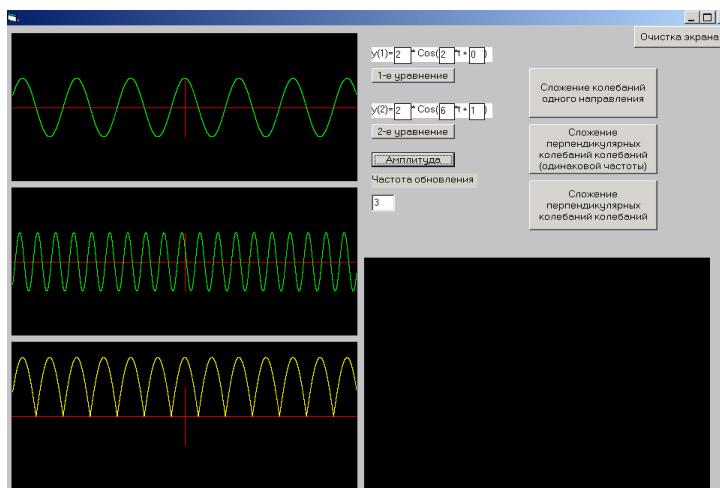 Очистка экрана
y(1)= 2 * Cos( 2 *t + 0 )
1-е уравнение
Сложение колебаний
одного направления
y(2)= 2 * Cos( 6 *t + 1 )
2-е уравнение
Сложение
перпендикулярных
колебаний колебаний
(одинаковой частоты)
Амплитуда
Частота обновления
3
Сложение
перпендикулярных
колебаний колебаний